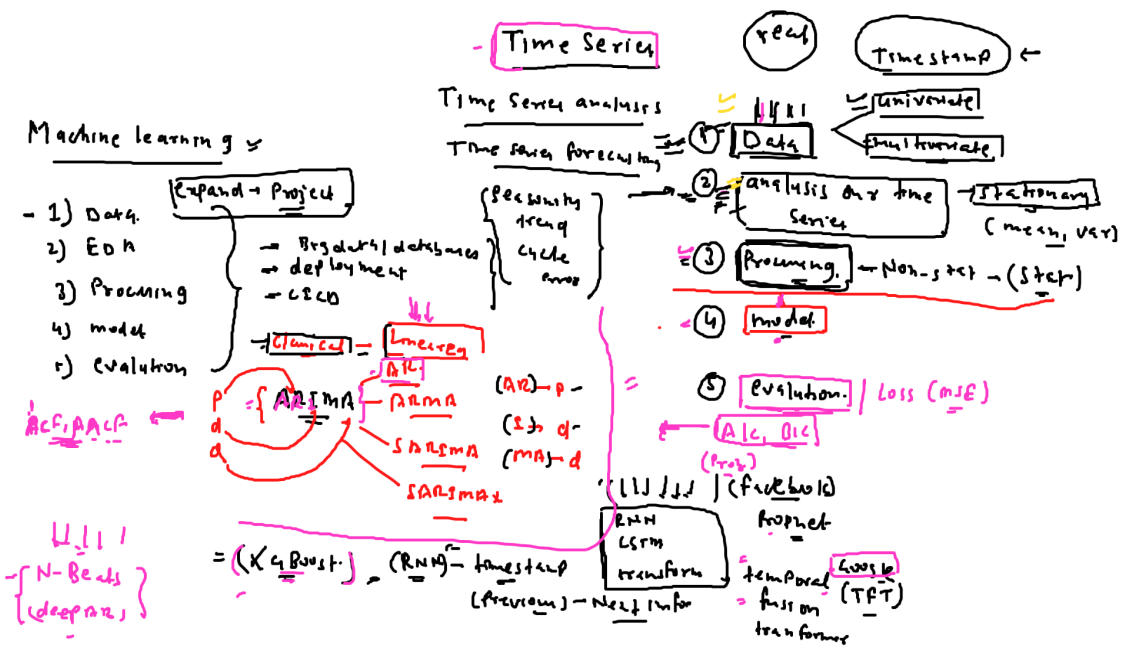 Time Series
real
Timestamp
Time Series analysis
Time series forecasting
Machine learning
① Data
univariate
multivariate
expand → Project
- 1) Data
2) EDA
3) Processing
4) model
5) evalution
→ Bigdata/databases
→ deployment
- CICD
Seasonality
trend
cycle
error
② analysis our time
Series
Stationary
(mean, var)
③ Processing. - Non-stat → (Stat)
④ model.
- Classical - Linear reg
AR.
p
d
q
= { ARIMA
ARMA
SARIMA
SARIMAX
(AR) → p -
(I) → d -
(MA) → d
ACF, PACF
⑤ evalution. / Loss (MSE)
AIC, BIC
(Prob)
(facebook)
Prophet
RNN
LSTM
transform
N-Beats
(deepAR)
= (XGBoost.)
(RNN) - timestamp
(Previous) - Next infor
temporal
fusion
transformer
Google
(TFT)